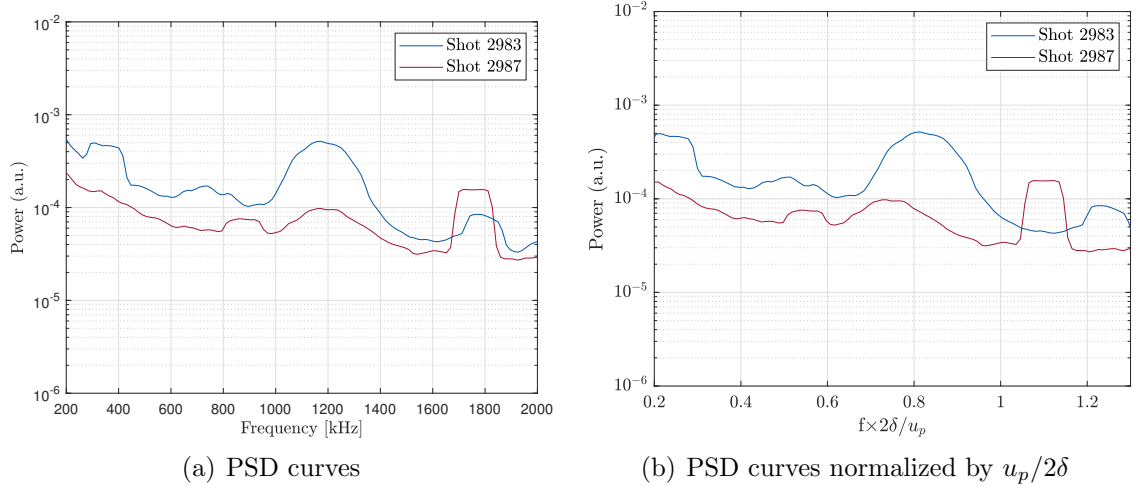 10^-2
10^-3
10^-4
10^-5
10^-6
Power (a.u.)
Shot 2983
Shot 2987
200 400 600 800 1000 1200 1400 1600 1800 2000
Frequency [kHz]
(a) PSD curves
10^-2
10^-3
10^-4
10^-5
10^-6
Power (a.u.)
Shot 2983
Shot 2987
0.2 0.4 0.6 0.8 1 1.2
f×2δ/u_p
(b) PSD curves normalized by u_p/2δ